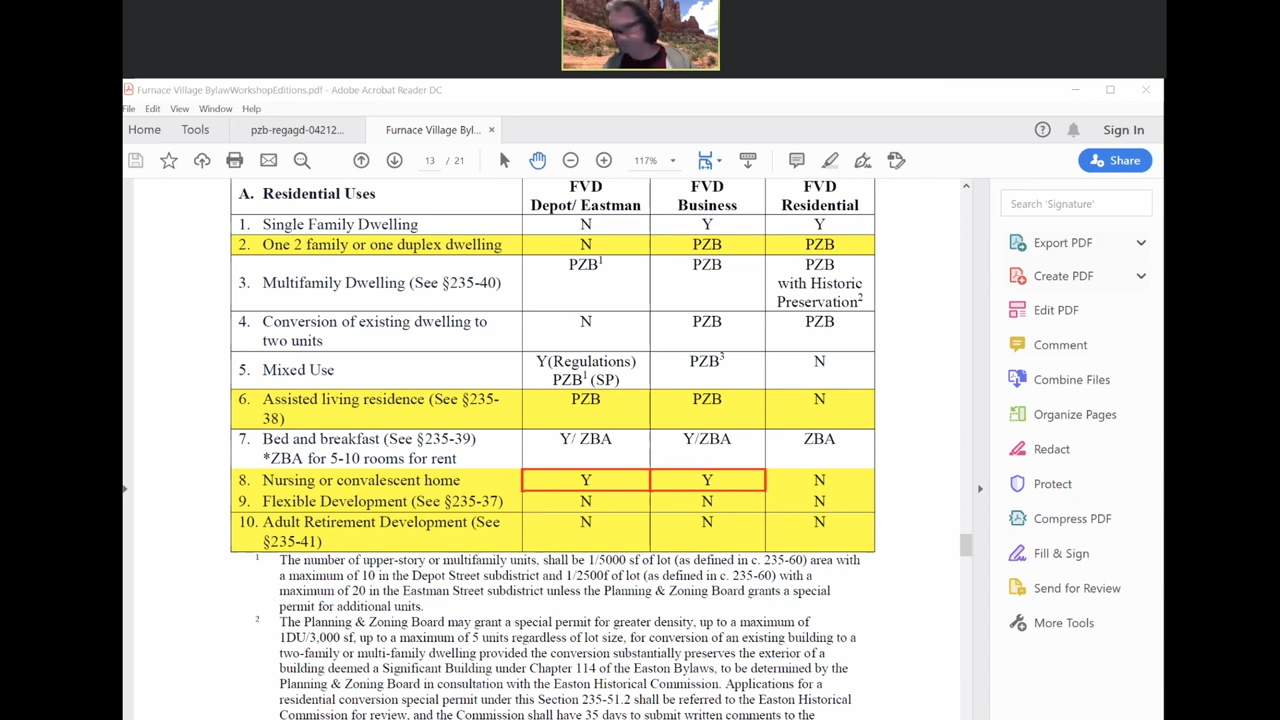 Furnace Village BylawWorkshopEditions.pdf - Adobe Acrobat Reader DC
File Edit View Window Help
Home Tools pzb-regagd-04212... Furnace Village Byl... × Sign In
13 / 21 117% Share
A. Residential Uses FVD Depot/ Eastman FVD Business FVD Residential
1. Single Family Dwelling N Y Y
2. One 2 family or one duplex dwelling N PZB PZB
3. Multifamily Dwelling (See §235-40) PZB¹ PZB PZB with Historic Preservation²
4. Conversion of existing dwelling to two units N PZB PZB
5. Mixed Use Y(Regulations) PZB¹ (SP) PZB³ N
6. Assisted living residence (See §235-38) PZB PZB N
7. Bed and breakfast (See §235-39) *ZBA for 5-10 rooms for rent Y/ ZBA Y/ZBA ZBA
8. Nursing or convalescent home Y Y N
9. Flexible Development (See §235-37) N N N
10. Adult Retirement Development (See §235-41) N N N
1 The number of upper-story or multifamily units, shall be 1/5000 sf of lot (as defined in c. 235-60) area with
a maximum of 10 in the Depot Street subdistrict and 1/2500f of lot (as defined in c. 235-60) with a
maximum of 20 in the Eastman Street subdistrict unless the Planning & Zoning Board grants a special
permit for additional units.
2 The Planning & Zoning Board may grant a special permit for greater density, up to a maximum of
1DU/3,000 sf, up to a maximum of 5 units regardless of lot size, for conversion of an existing building to a
two-family or multi-family dwelling provided the conversion substantially preserves the exterior of a
building deemed a Significant Building under Chapter 114 of the Easton Bylaws, to be determined by the
Planning & Zoning Board in consultation with the Easton Historical Commission. Applications for a
residential conversion special permit under this Section 235-51.2 shall be referred to the Easton Historical
Commission for review, and the Commission shall have 35 days to submit written comments to the
Search 'Signature'
Export PDF
Create PDF
Edit PDF
Comment
Combine Files
Organize Pages
Redact
Protect
Compress PDF
Fill & Sign
Send for Review
More Tools